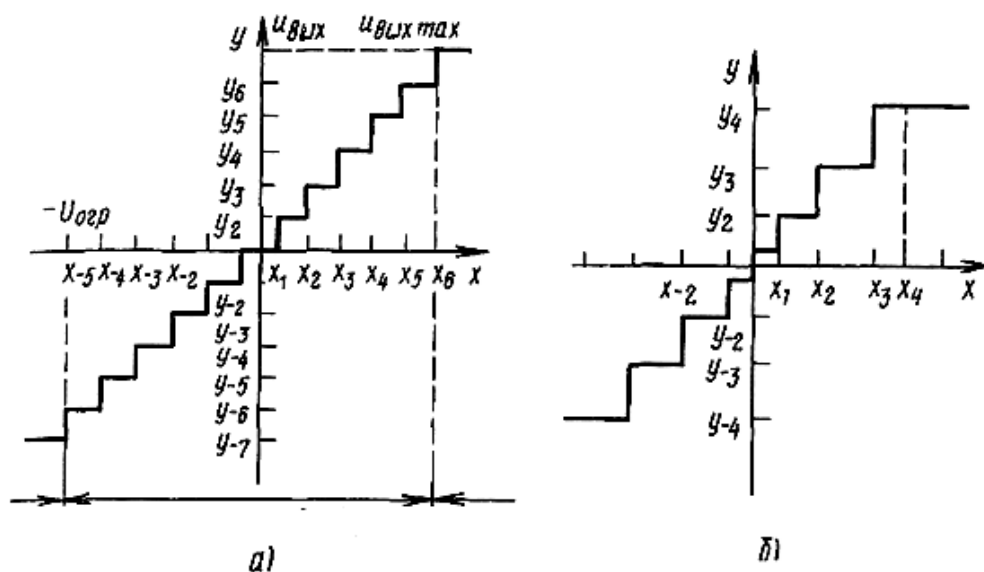 y uвых uвых max
y6
y5
y4
y3
y2
-Uогр
x-5 x-4 x-3 x-2 x1 x2 x3 x4 x5 x6 x
y-2
y-3
y-4
y-5
y-6
y-7
а)
y
y4
y3
y2
x-2 x1 x2 x3 x4 x
y-2
y-3
y-4
б)